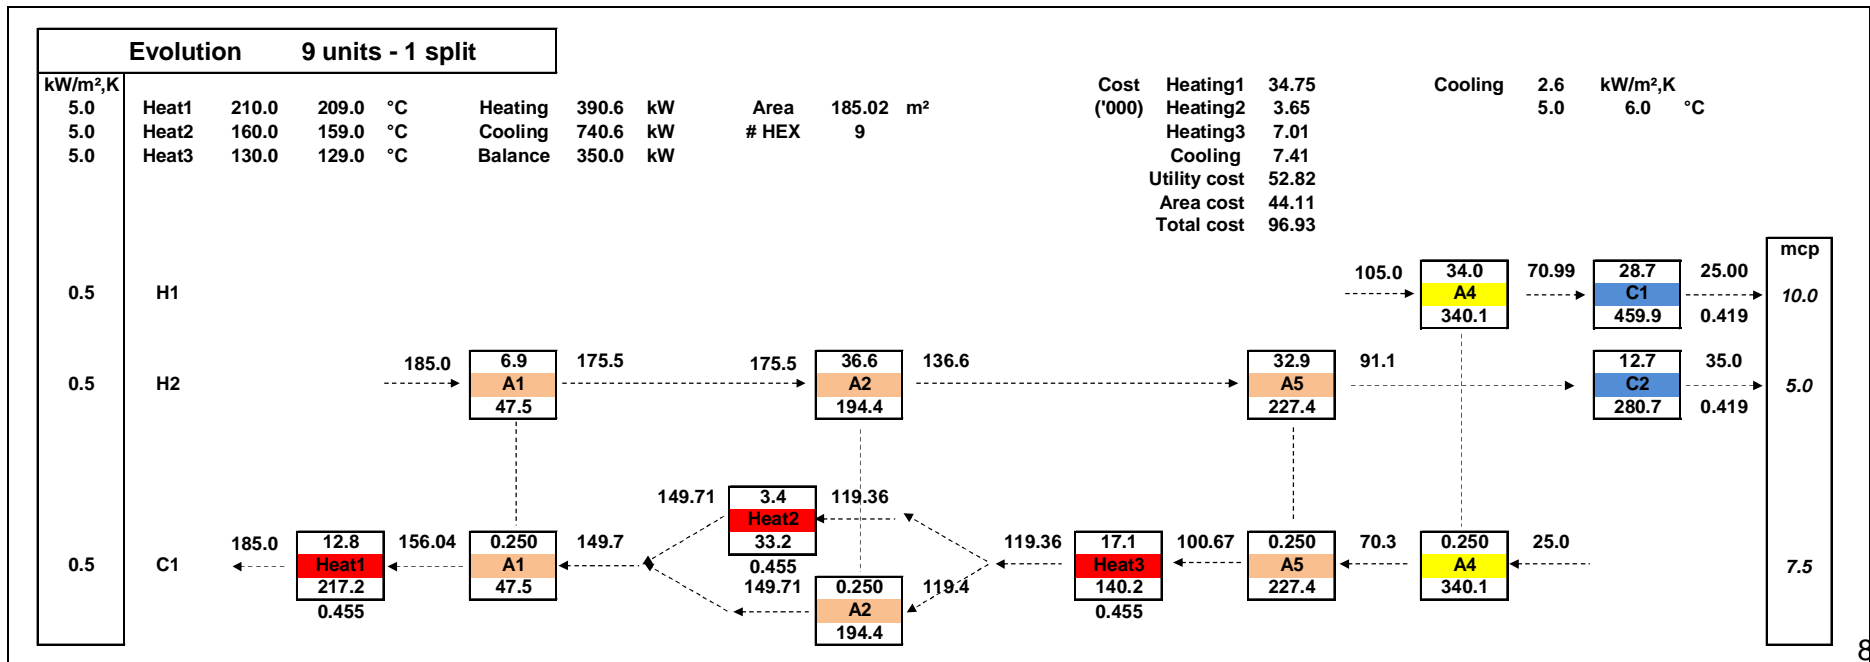 Evolution 9 units - 1 split
kW/m²,K Cost Heating1 34.75 Cooling 2.6 kW/m²,K
5.0 Heat1 210.0 209.0 °C Heating 390.6 kW Area 185.02 m² ('000) Heating2 3.65 5.0 6.0 °C
5.0 Heat2 160.0 159.0 °C Cooling 740.6 kW # HEX 9 Heating3 7.01
5.0 Heat3 130.0 129.0 °C Balance 350.0 kW Cooling 7.41
Utility cost 52.82
Area cost 44.11
Total cost 96.93
mcp
105.0 34.0 70.99 28.7 25.00
0.5 H1 A4 C1 10.0
340.1 459.9 0.419
185.0 6.9 175.5 175.5 36.6 136.6 32.9 91.1 12.7 35.0
0.5 H2 A1 A2 A5 C2 5.0
47.5 194.4 227.4 280.7 0.419
149.71 3.4 119.36
Heat2
33.2
0.455
185.0 12.8 156.04 0.250 149.7 119.36 17.1 100.67 0.250 70.3 0.250 25.0
0.5 C1 Heat1 A1 Heat3 A5 A4 7.5
217.2 47.5 140.2 227.4 340.1
0.455 0.455
149.71 0.250 119.4
A2
194.4
8